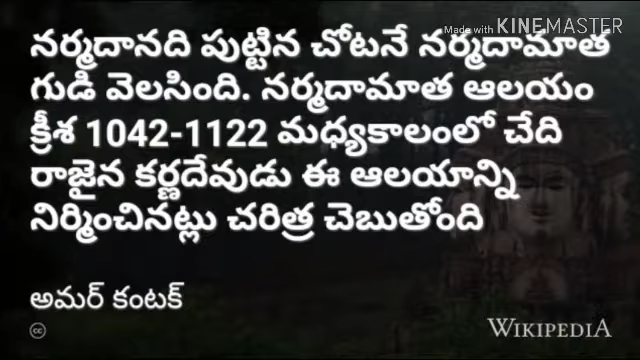 Made with KINEMASTER
నర్మదానది పుట్టిన చోటనే నర్మదామాత
గుడి వెలసింది. నర్మదామాత ఆలయం
క్రీశ 1042-1122 మధ్యకాలంలో చేది
రాజైన కర్ణదేవుడు ఈ ఆలయాన్ని
నిర్మించినట్లు చరిత్ర చెబుతోంది
అమర్ కంటక్
cc
WIKIPEDIA